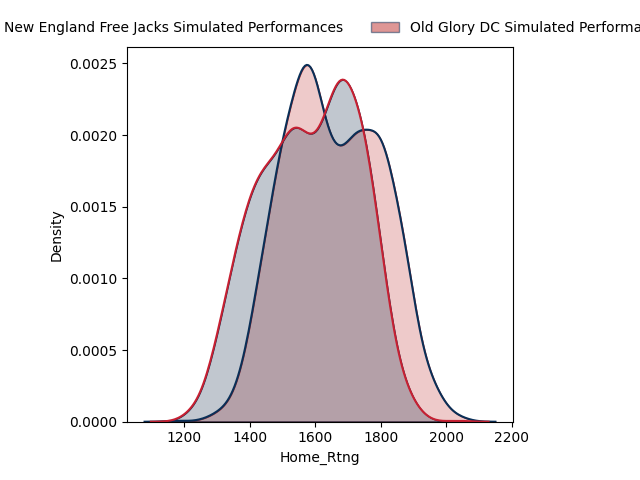 New England Free Jacks Simulated Performances Old Glory DC Simulated Performa
0.0025
0.0020
0.0015
0.0010
0.0005
0.0000
Density
1200 1400 1600 1800 2000 2200
Home_Rtng